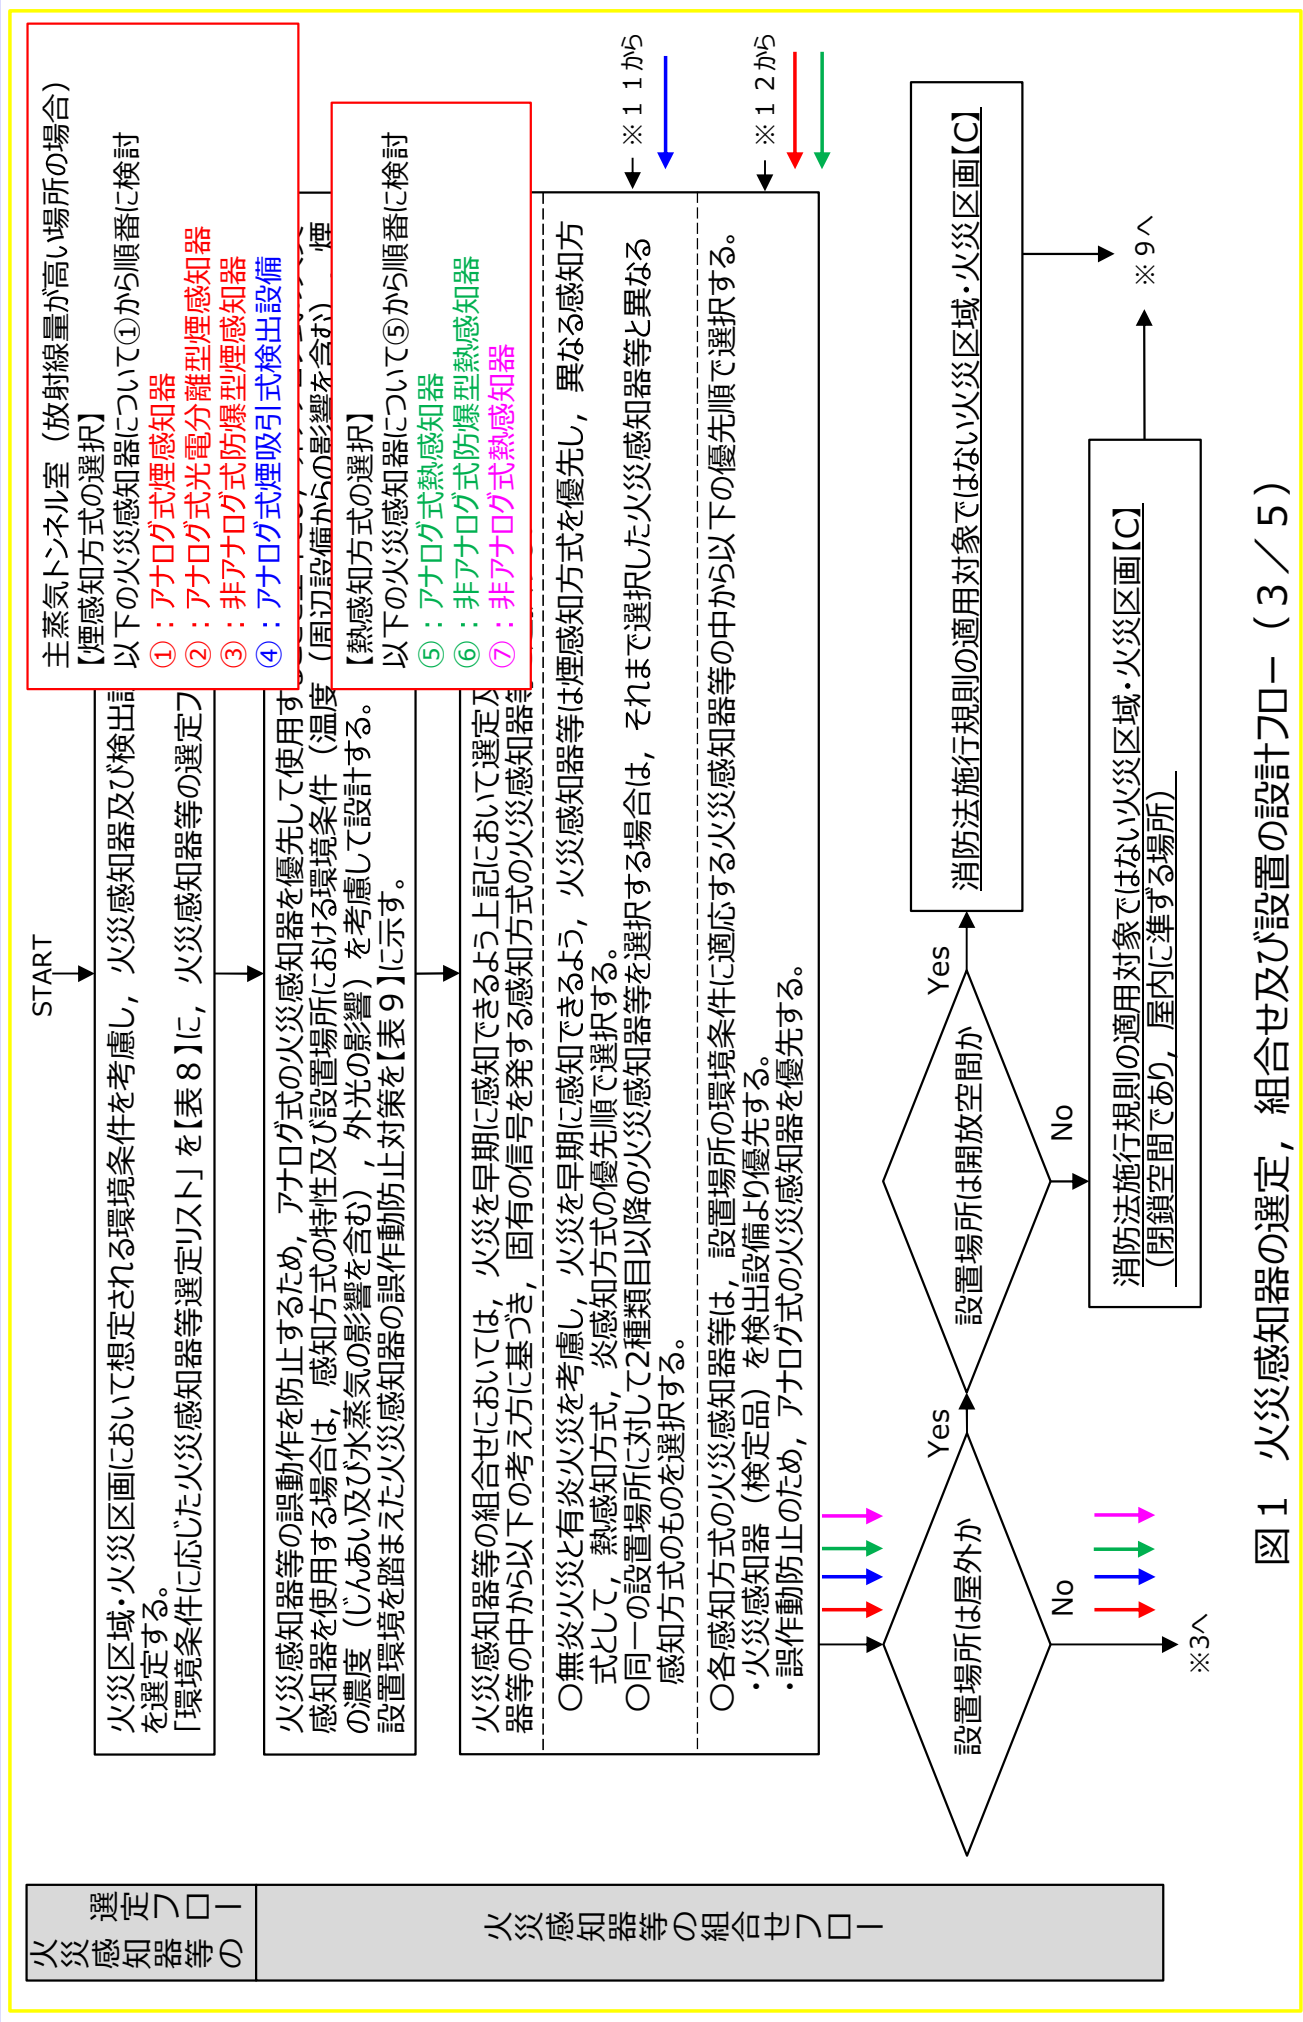 火災感知器等の
選定フロー
火災感知器等の組合せフロー
START
火災区域・火災区画において想定される環境条件を考慮し，火災感知器及び検出設
を選定する。
「環境条件に応じた火災感知器等選定リスト」を【表８】に，火災感知器等の選定フ
主蒸気トンネル室（放射線量が高い場所の場合）
【煙感知方式の選択】
以下の火災感知器について①から順番に検討
①：アナログ式煙感知器
②：アナログ式光電分離型煙感知器
③：非アナログ式防爆型煙感知器
④：アナログ式煙吸引式検出設備
火災感知器等の誤動作を防止するため，アナログ式の火災感知器を優先して使用す
感知器を使用する場合は，感知方式の特性及び設置場所における環境条件（温度（周辺設備からの影響を含む），煙
の濃度（じんあい及び水蒸気の影響を含む），外光の影響）を考慮して設計する。
設置環境を踏まえた火災感知器の誤作動防止対策を【表９】に示す。
【熱感知方式の選択】
以下の火災感知器について⑤から順番に検討
⑤：アナログ式熱感知器
⑥：非アナログ式防爆型熱感知器
⑦：非アナログ式熱感知器
火災感知器等の組合せにおいては，火災を早期に感知できるよう上記において選定及
器等の中から以下の考え方に基づき，固有の信号を発する感知方式の火災感知器等
〇無炎火災と有炎火災を考慮し，火災を早期に感知できるよう，火災感知器等は煙感知方式を優先し，異なる感知方
式として，熱感知方式，炎感知方式の優先順で選択する。
〇同一の設置場所に対して2種類目以降の火災感知器等を選択する場合は，それまで選択した火災感知器等と異なる
感知方式のものを選択する。
※１１から
〇各感知方式の火災感知器等は，設置場所の環境条件に適応する火災感知器等の中から以下の優先順で選択する。
・火災感知器（検定品）を検出設備より優先する。
・誤作動防止のため，アナログ式の火災感知器を優先する。
※１２から
設置場所は屋外か
Yes
No
※3へ
設置場所は開放空間か
Yes
No
消防法施行規則の適用対象ではない火災区域・火災区画【C】
消防法施行規則の適用対象ではない火災区域・火災区画【C】
（閉鎖空間であり，屋内に準ずる場所）
※９へ
図１　火災感知器の選定，組合せ及び設置の設計フロー（３／５）